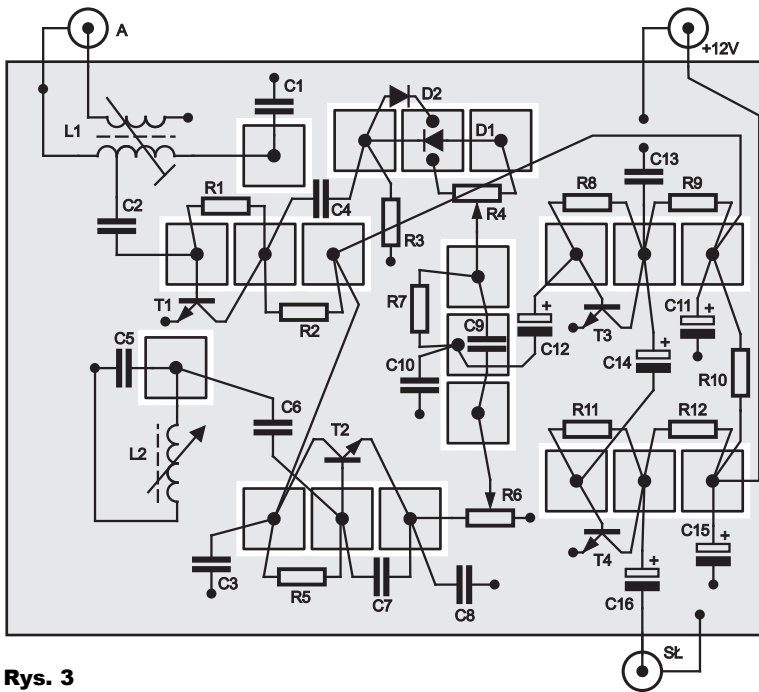 A
+12V
C1
D2
D1
L1
C13
R1
R8
R9
C2
C4
R4
R3
T1
R7
R2
C9
+
C12
T3
C11
+
+
C5
C10
C14
R10
C6
R11
R12
L2
T2
R6
C15
+
C3
R5
C7
C8
T4
+
C16
SŁ
Rys. 3